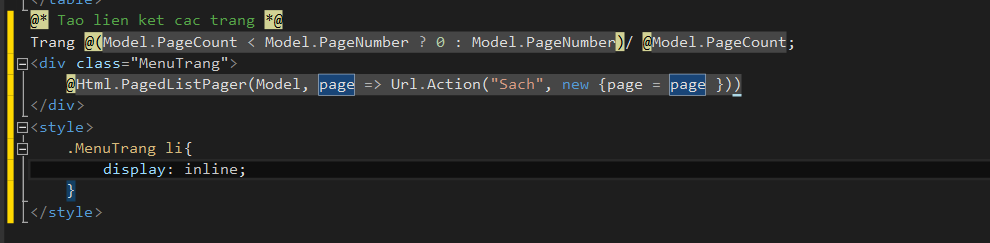 </table>
@* Tao lien ket cac trang *@
Trang @(Model.PageCount < Model.PageNumber ? 0 : Model.PageNumber)/ @Model.PageCount;
<div class="MenuTrang">
@Html.PagedListPager(Model, page => Url.Action("Sach", new {page = page }))
</div>
<style>
.MenuTrang li{
display: inline;
}
</style>